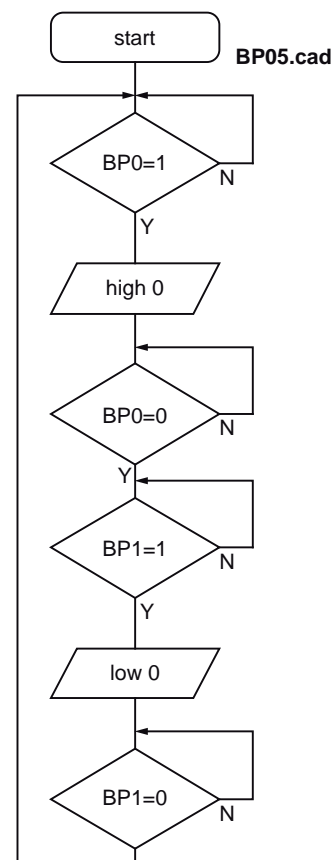 start
BP05.cad
BP0=1
N
Y
high 0
BP0=0
N
Y
BP1=1
N
Y
low 0
BP1=0
N